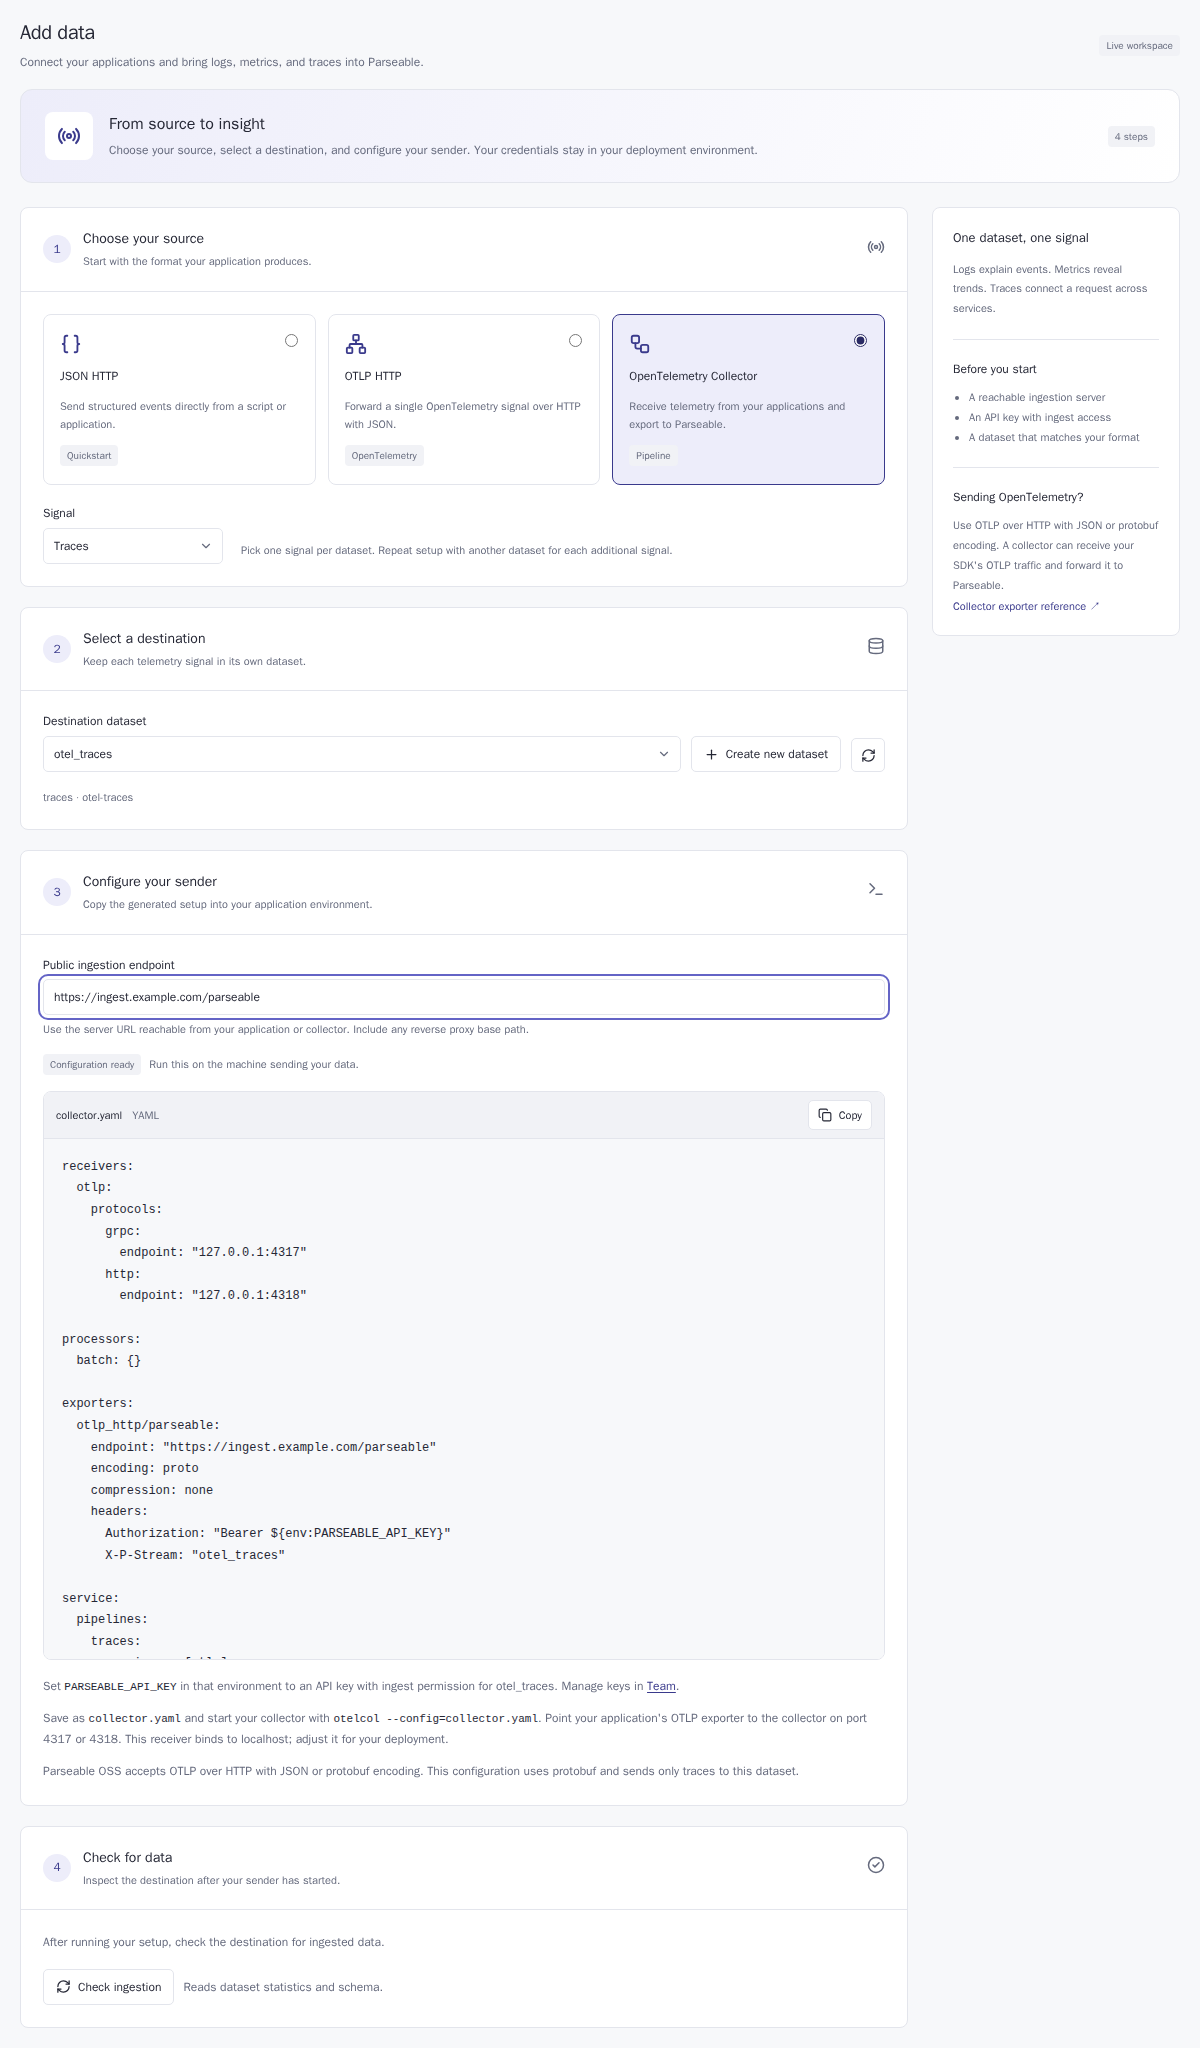 Add data
Connect your applications and bring logs, metrics, and traces into Parseable.
Live workspace
From source to insight
Choose your source, select a destination, and configure your sender. Your credentials stay in your deployment environment.
4 steps
1
Choose your source
Start with the format your application produces.
JSON HTTP
Send structured events directly from a script or
application.
Quickstart
OTLP HTTP
Forward a single OpenTelemetry signal over HTTP
with JSON.
OpenTelemetry
OpenTelemetry Collector
Receive telemetry from your applications and
export to Parseable.
Pipeline
Signal
Traces
Pick one signal per dataset. Repeat setup with another dataset for each additional signal.
One dataset, one signal
Logs explain events. Metrics reveal
trends. Traces connect a request across
services.
Before you start
• A reachable ingestion server
• An API key with ingest access
• A dataset that matches your format
Sending OpenTelemetry?
Use OTLP over HTTP with JSON or protobuf
encoding. A collector can receive your
SDK's OTLP traffic and forward it to
Parseable.
Collector exporter reference ↗
2
Select a destination
Keep each telemetry signal in its own dataset.
Destination dataset
otel_traces
Create new dataset
traces · otel-traces
3
Configure your sender
Copy the generated setup into your application environment.
Public ingestion endpoint
https://ingest.example.com/parseable
Use the server URL reachable from your application or collector. Include any reverse proxy base path.
Configuration ready Run this on the machine sending your data.
collector.yaml YAML
Copy
receivers:
  otlp:
    protocols:
      grpc:
        endpoint: "127.0.0.1:4317"
      http:
        endpoint: "127.0.0.1:4318"
processors:
  batch: {}
exporters:
  otlp_http/parseable:
    endpoint: "https://ingest.example.com/parseable"
    encoding: proto
    compression: none
    headers:
      Authorization: "Bearer ${env:PARSEABLE_API_KEY}"
      X-P-Stream: "otel_traces"
service:
  pipelines:
    traces:
Set PARSEABLE_API_KEY in that environment to an API key with ingest permission for otel_traces. Manage keys in Team.
Save as collector.yaml and start your collector with otelcol --config=collector.yaml. Point your application's OTLP exporter to the collector on port
4317 or 4318. This receiver binds to localhost; adjust it for your deployment.
Parseable OSS accepts OTLP over HTTP with JSON or protobuf encoding. This configuration uses protobuf and sends only traces to this dataset.
4
Check for data
Inspect the destination after your sender has started.
After running your setup, check the destination for ingested data.
Check ingestion
Reads dataset statistics and schema.